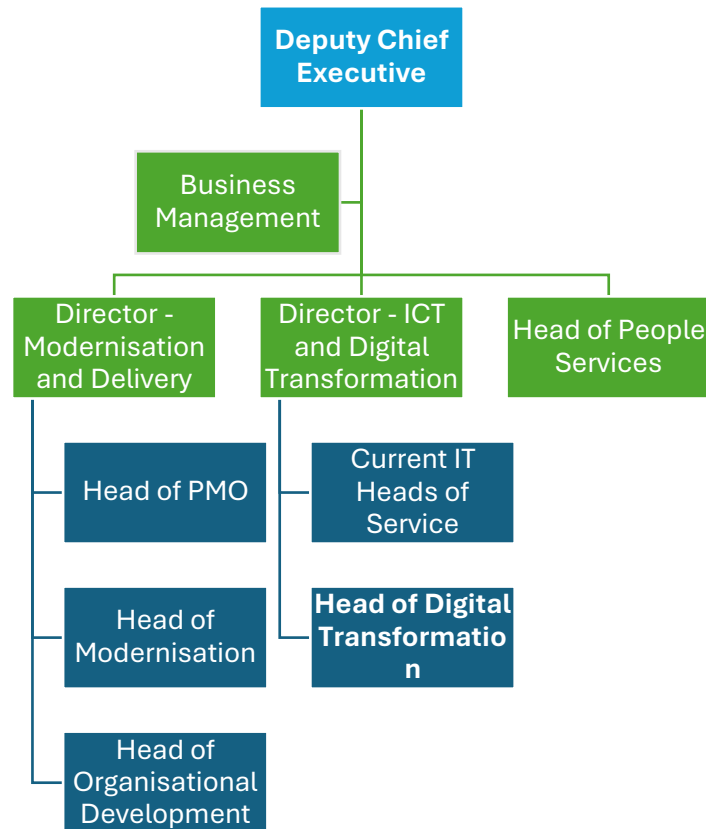 Deputy Chief
Executive
Business
Management
Director -
Modernisation
and Delivery
Director - ICT
and Digital
Transformation
Head of People
Services
Head of PMO
Current IT
Heads of
Service
Head of
Modernisation
Head of Digital
Transformatio
n
Head of
Organisational
Development